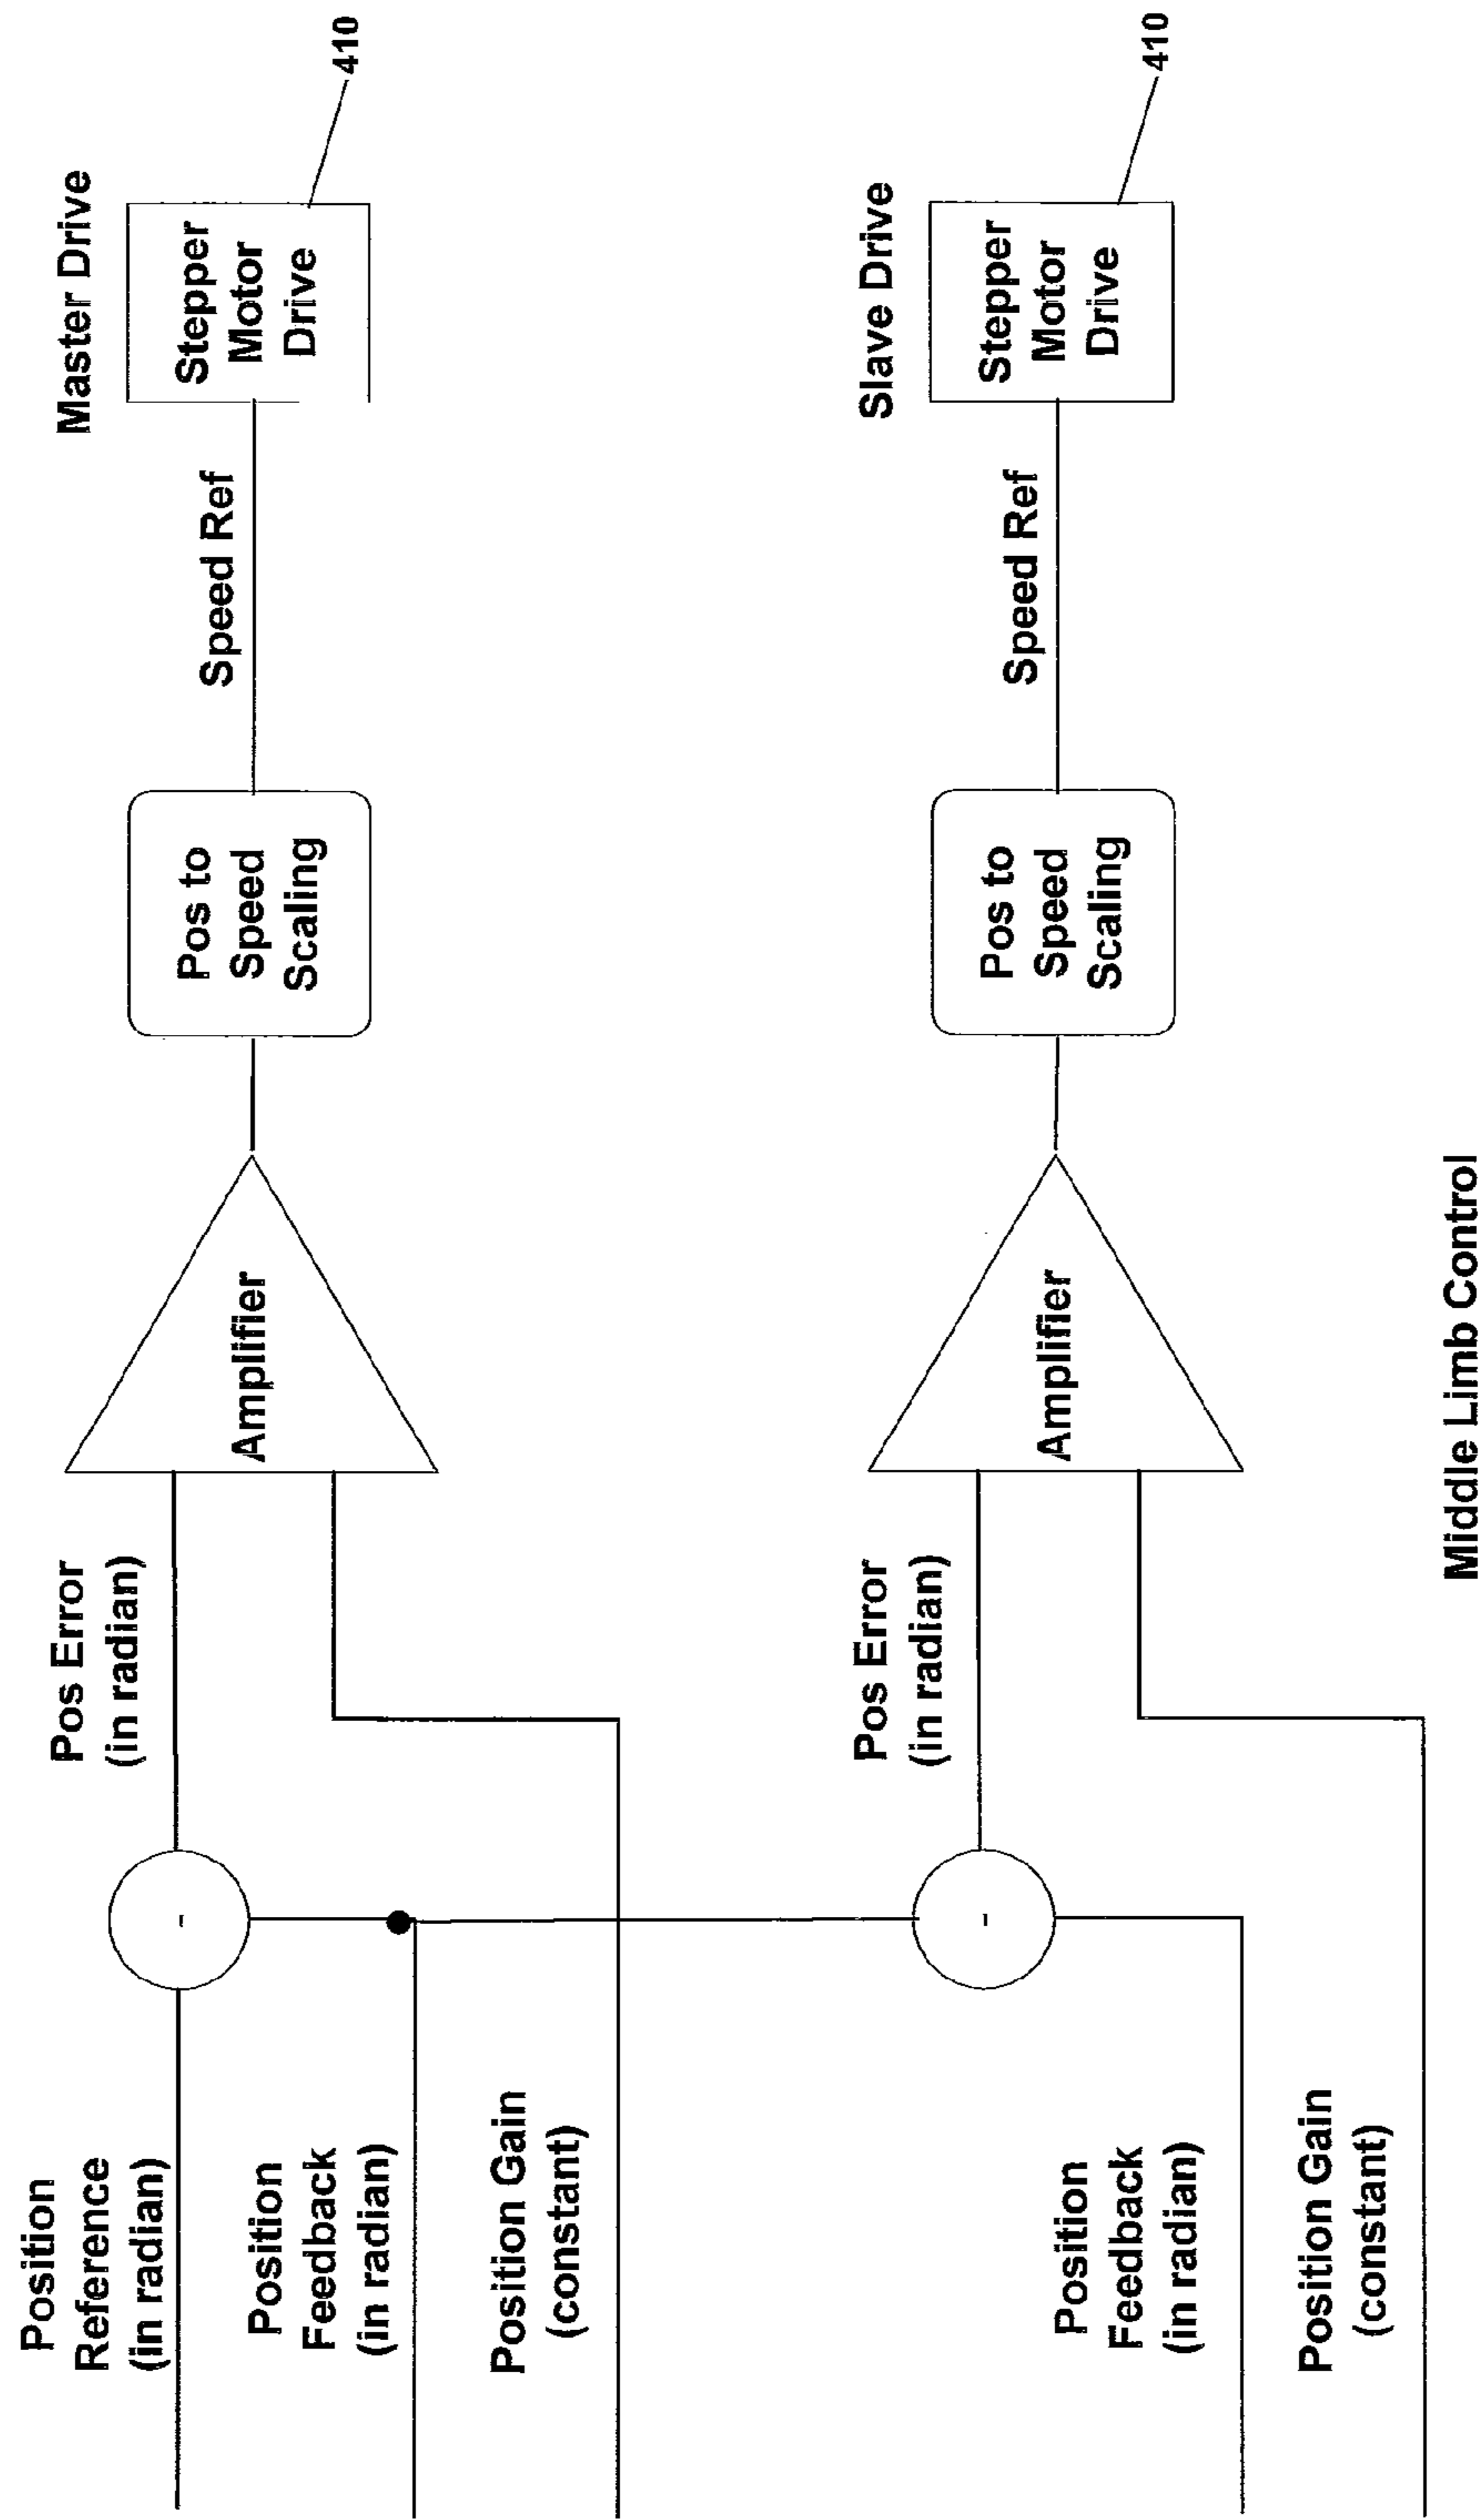 Position
Reference
(in radian)
Pos Error
(in radian)
Master Drive
410
-
Amplifier
Pos to
Speed
Scaling
Speed Ref
Stepper
Motor
Drive
Position
Feedback
(in radian)
Position Gain
(constant)
Pos Error
(in radian)
Slave Drive
410
-
Amplifier
Pos to
Speed
Scaling
Speed Ref
Stepper
Motor
Drive
Position
Feedback
(in radian)
Position Gain
(constant)
Middle Limb Control